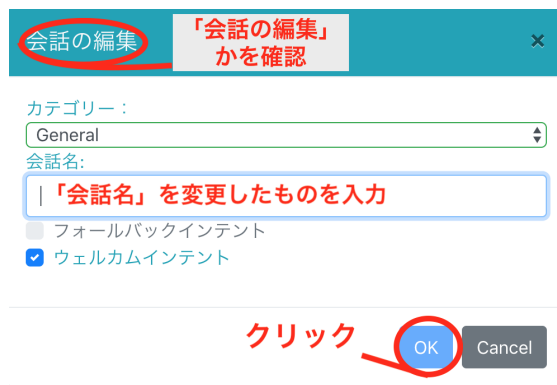 会話の編集
「会話の編集」
かを確認
×
カテゴリー：
General
会話名:
「会話名」を変更したものを入力
フォールバックインテント
ウェルカムインテント
クリック
OK
Cancel